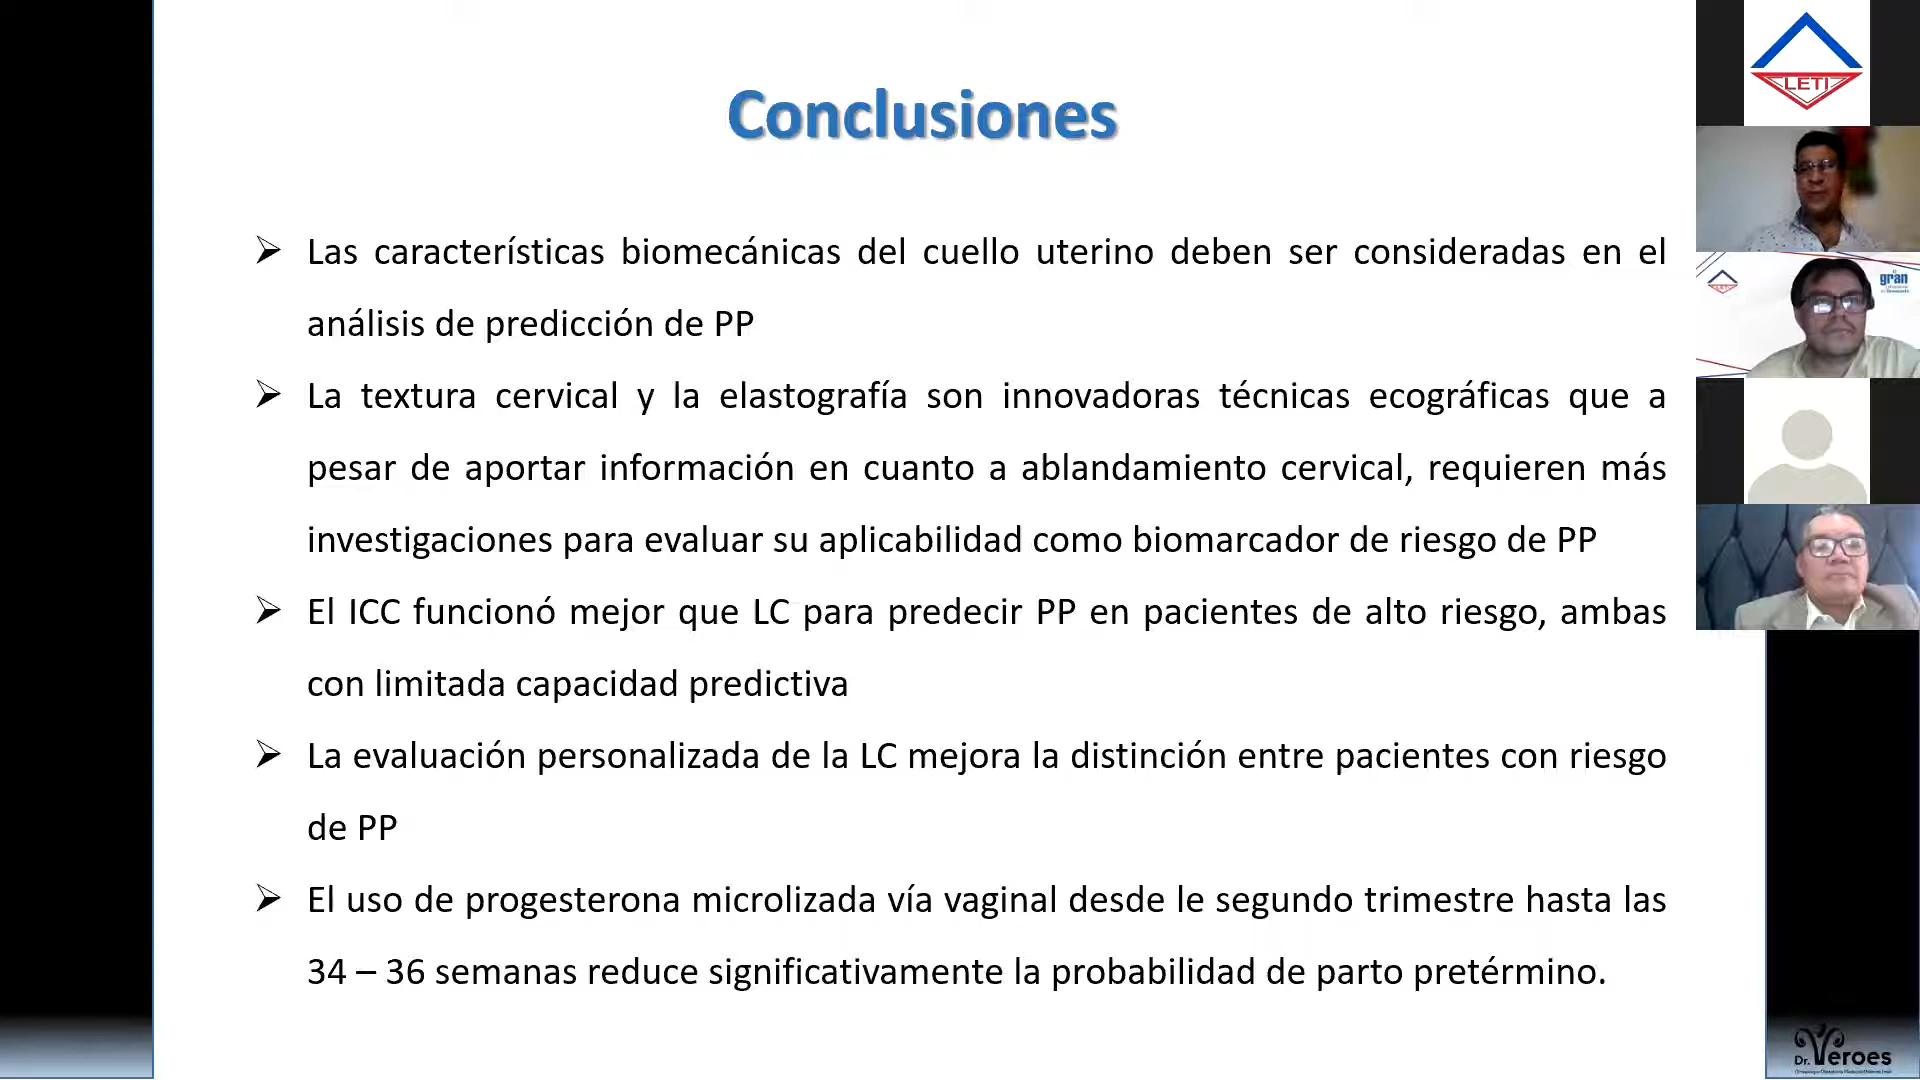 Conclusiones
Las características biomecánicas del cuello uterino deben ser consideradas en el
análisis de predicción de PP
La textura cervical y la elastografía son innovadoras técnicas ecográficas que a
pesar de aportar información en cuanto a ablandamiento cervical, requieren más
investigaciones para evaluar su aplicabilidad como biomarcador de riesgo de PP
El ICC funcionó mejor que LC para predecir PP en pacientes de alto riesgo, ambas
con limitada capacidad predictiva
La evaluación personalizada de la LC mejora la distinción entre pacientes con riesgo
de PP
El uso de progesterona microlizada vía vaginal desde le segundo trimestre hasta las
34 – 36 semanas reduce significativamente la probabilidad de parto pretérmino.
LETI
gran
Dr. Veroes